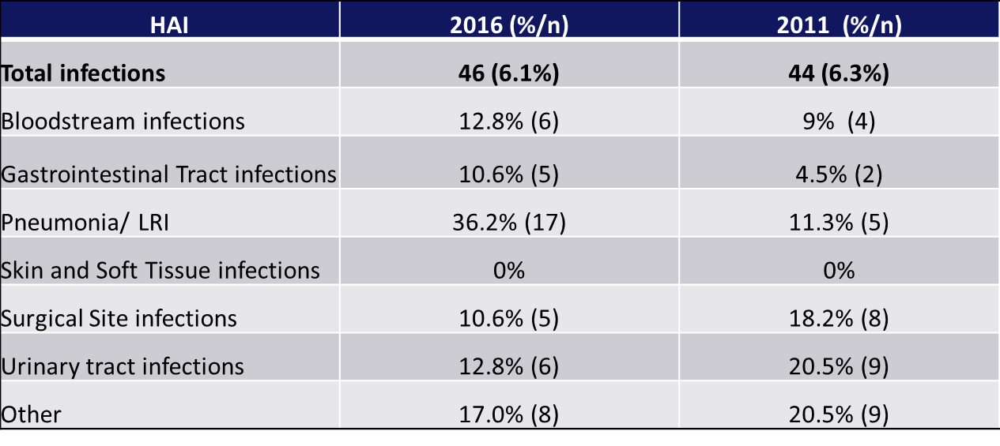 HAI 2016 (%/n) 2011 (%/n)
Total infections 46 (6.1%) 44 (6.3%)
Bloodstream infections 12.8% (6) 9% (4)
Gastrointestinal Tract infections 10.6% (5) 4.5% (2)
Pneumonia/ LRI 36.2% (17) 11.3% (5)
Skin and Soft Tissue infections 0% 0%
Surgical Site infections 10.6% (5) 18.2% (8)
Urinary tract infections 12.8% (6) 20.5% (9)
Other 17.0% (8) 20.5% (9)